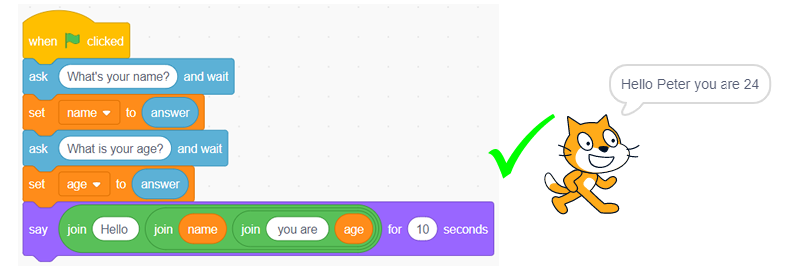 when clicked
ask What's your name? and wait
set name to answer
ask What is your age? and wait
set age to answer
say join Hello join name join you are age for 10 seconds
Hello Peter you are 24